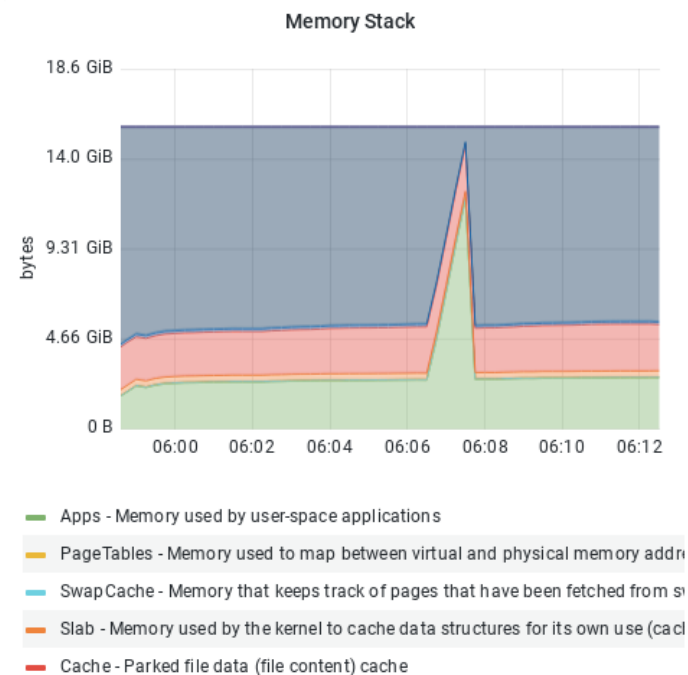 Memory Stack
18.6 GiB
14.0 GiB
9.31 GiB
4.66 GiB
0 B
bytes
06:00 06:02 06:04 06:06 06:08 06:10 06:12
Apps - Memory used by user-space applications
PageTables - Memory used to map between virtual and physical memory addre
SwapCache - Memory that keeps track of pages that have been fetched from sw
Slab - Memory used by the kernel to cache data structures for its own use (cach
Cache - Parked file data (file content) cache